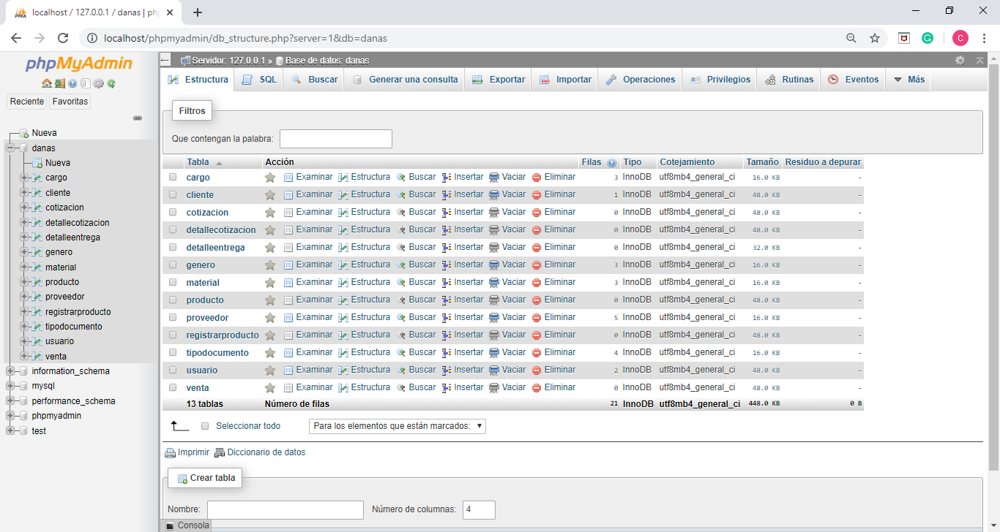 localhost / 127.0.0.1 / danas | ph
localhost/phpmyadmin/db_structure.php?server=1&db=danas
C
phpMyAdmin
Reciente Favoritas
Nueva
danas
Nueva
cargo
cliente
cotizacion
detallecotizacion
detalleentrega
genero
material
producto
proveedor
registrarproducto
tipodocumento
usuario
venta
information_schema
mysql
performance_schema
phpmyadmin
test
Servidor: 127.0.0.1 » Base de datos: danas
Estructura SQL Buscar Generar una consulta Exportar Importar Operaciones Privilegios Rutinas Eventos Más
Filtros
Que contengan la palabra:
Tabla Acción Filas Tipo Cotejamiento Tamaño Residuo a depurar
cargo Examinar Estructura Buscar Insertar Vaciar Eliminar 3 InnoDB utf8mb4_general_ci 16.0 KB -
cliente Examinar Estructura Buscar Insertar Vaciar Eliminar 1 InnoDB utf8mb4_general_ci 48.0 KB -
cotizacion Examinar Estructura Buscar Insertar Vaciar Eliminar 0 InnoDB utf8mb4_general_ci 48.0 KB -
detallecotizacion Examinar Estructura Buscar Insertar Vaciar Eliminar 0 InnoDB utf8mb4_general_ci 48.0 KB -
detalleentrega Examinar Estructura Buscar Insertar Vaciar Eliminar 0 InnoDB utf8mb4_general_ci 32.0 KB -
genero Examinar Estructura Buscar Insertar Vaciar Eliminar 3 InnoDB utf8mb4_general_ci 16.0 KB -
material Examinar Estructura Buscar Insertar Vaciar Eliminar 3 InnoDB utf8mb4_general_ci 16.0 KB -
producto Examinar Estructura Buscar Insertar Vaciar Eliminar 0 InnoDB utf8mb4_general_ci 48.0 KB -
proveedor Examinar Estructura Buscar Insertar Vaciar Eliminar 5 InnoDB utf8mb4_general_ci 16.0 KB -
registrarproducto Examinar Estructura Buscar Insertar Vaciar Eliminar 0 InnoDB utf8mb4_general_ci 48.0 KB -
tipodocumento Examinar Estructura Buscar Insertar Vaciar Eliminar 4 InnoDB utf8mb4_general_ci 16.0 KB -
usuario Examinar Estructura Buscar Insertar Vaciar Eliminar 2 InnoDB utf8mb4_general_ci 48.0 KB -
venta Examinar Estructura Buscar Insertar Vaciar Eliminar 0 InnoDB utf8mb4_general_ci 48.0 KB -
13 tablas Número de filas 21 InnoDB utf8mb4_general_ci 448.0 KB 0 B
Seleccionar todo Para los elementos que están marcados:
Imprimir Diccionario de datos
Crear tabla
Nombre: Número de columnas: 4
Consola